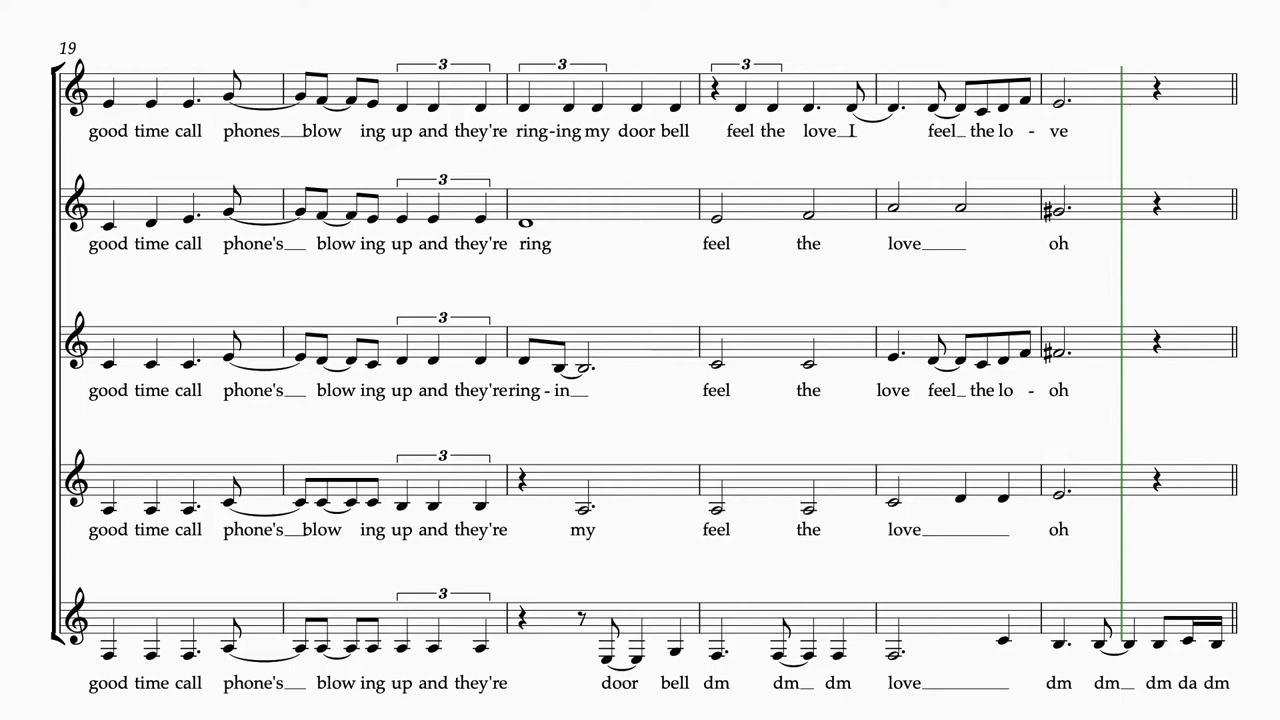 19
3 3 3
good time call phones blow ing up and they're ring-ing my door bell feel the love I feel the lo - ve
3
good time call phone's blow ing up and they're ring feel the love oh
3
good time call phone's blow ing up and they're ring - in feel the love feel the lo - oh
3
good time call phone's blow ing up and they're my feel the love oh
3
good time call phone's blow ing up and they're door bell dm dm dm love dm dm dm da dm